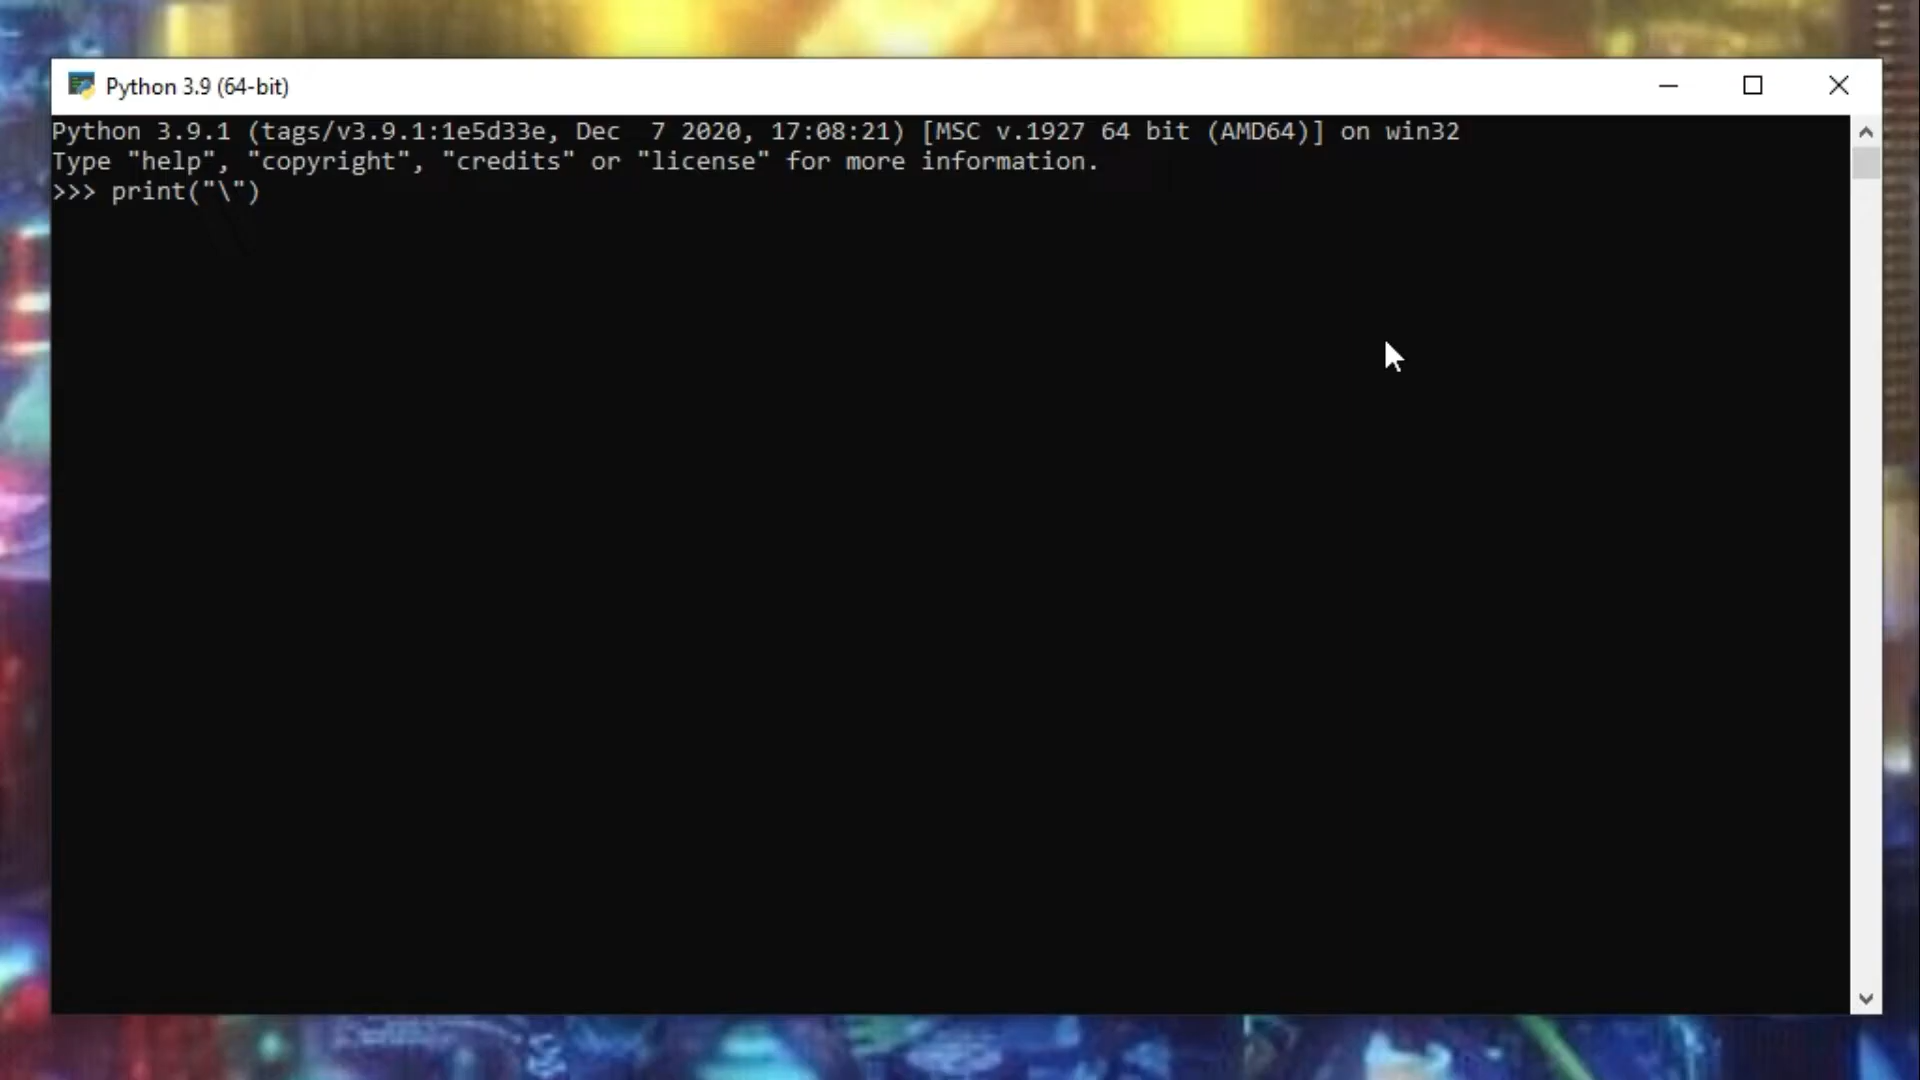 Python 3.9 (64-bit)
Python 3.9.1 (tags/v3.9.1:1e5d33e, Dec  7 2020, 17:08:21) [MSC v.1927 64 bit (AMD64)] on win32
Type "help", "copyright", "credits" or "license" for more information.
>>> print("\")